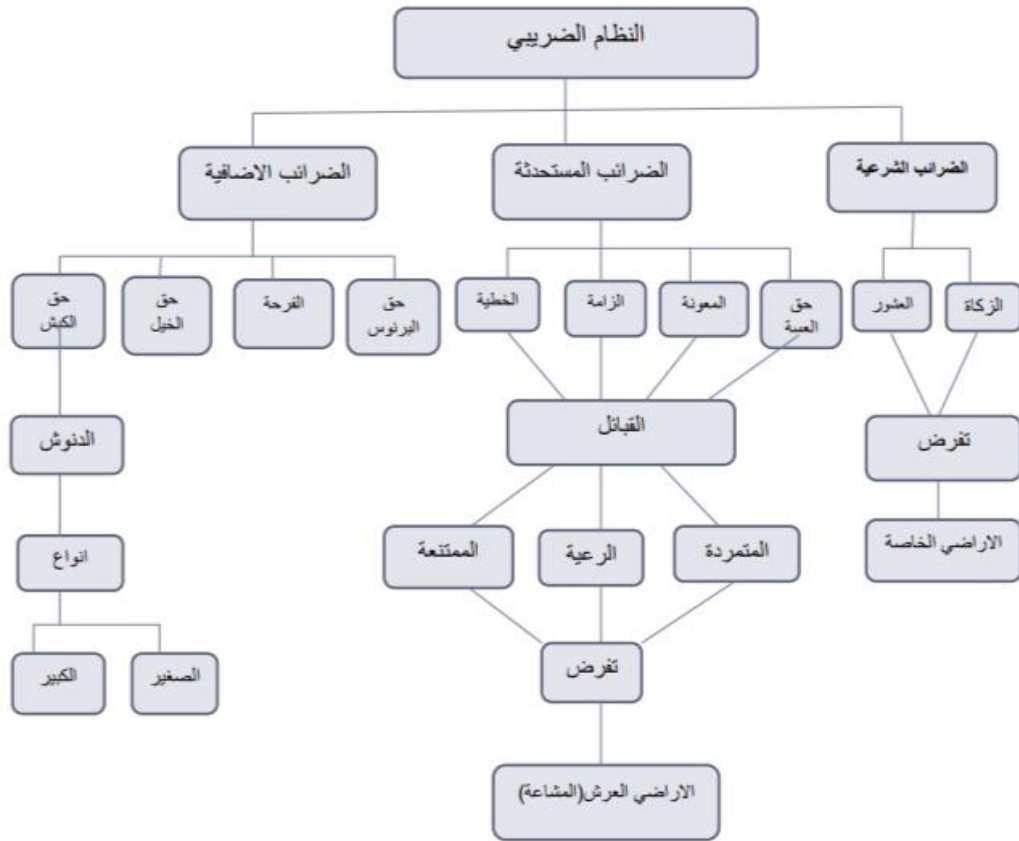 النظام الضريبي
الضرائب الشرعية
الضرائب المستحدثة
الضرائب الاضافية
الزكاة
العشور
حق
العسة
المعونة
الزامة
الخطية
حق
البرنوس
الفرحة
حق
الخيل
حق
الكبش
القبائل
تفرض
الدنوش
الاراضي الخاصة
المتمردة
الرعية
الممتنعة
انواع
تفرض
الصغير
الكبير
الاراضي العرش(المشاعة)